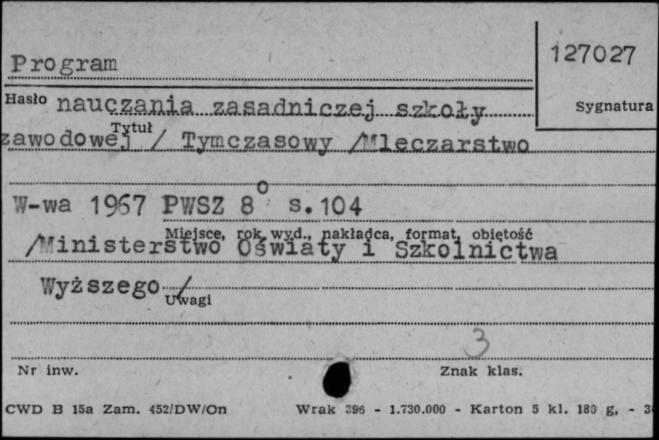 Program
127027
Hasło nauczania zasadniczej szkoły
Sygnatura
zawodowej / Tymczasowy /Mleczarstwo
Tytuł
W-wa 1967 PWSZ 8° s.104
Miejsce, rok wyd., nakładca, format, objętość
/Ministerstwo Oświaty i Szkolnictwa
Wyższego /
Uwagi
3
Nr inw.
Znak klas.
CWD B 15a Zam. 452/DW/On Wrak 396 - 1.730.000 - Karton 5 kl. 180 g, -